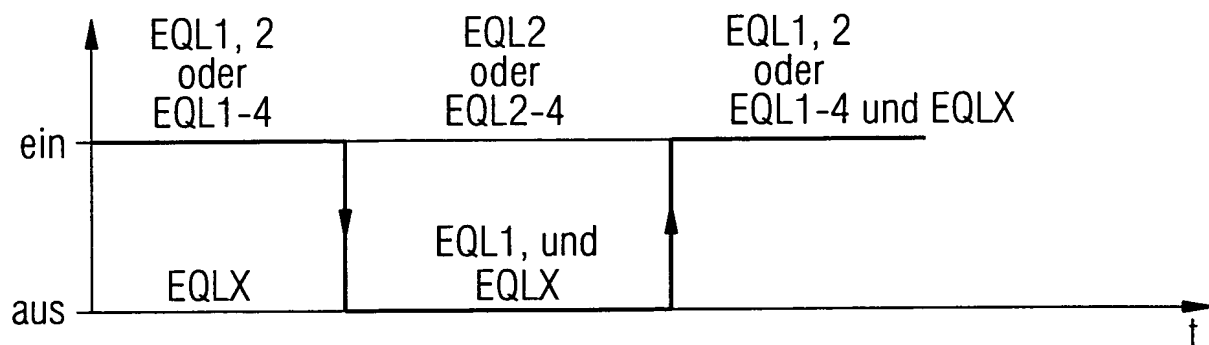 EQL1, 2
oder
EQL1-4
EQL2
oder
EQL2-4
EQL1, 2
oder
EQL1-4 und EQLX
ein
EQLX
EQL1, und
EQLX
aus
t